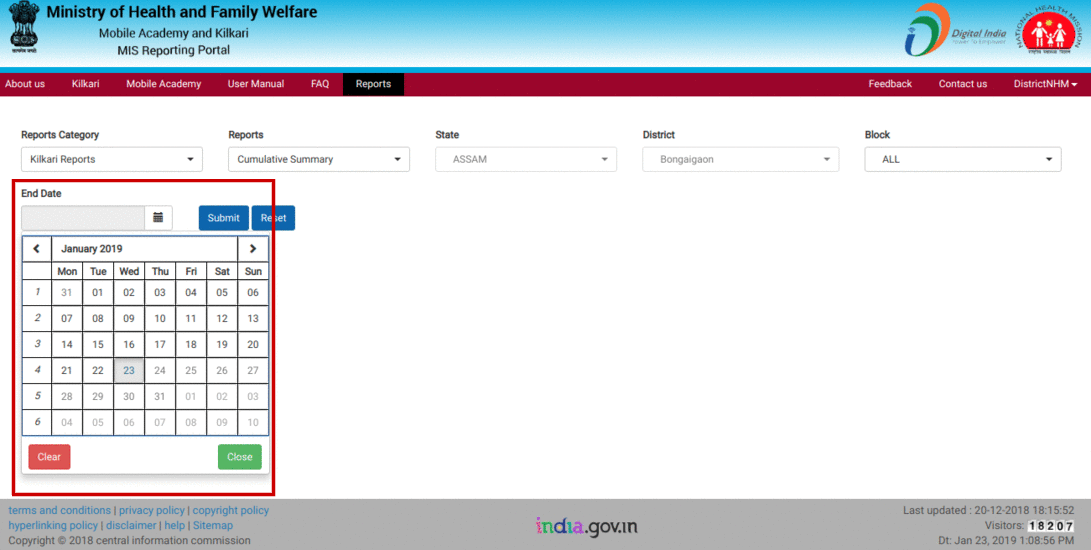 Ministry of Health and Family Welfare
Mobile Academy and Kilkari
MIS Reporting Portal
Digital India
Power To Empower
NATIONAL HEALTH MISSION
About us Kilkari Mobile Academy User Manual FAQ Reports Feedback Contact us DistrictNHM
Reports Category Reports State District Block
Kilkari Reports Cumulative Summary ASSAM Bongaigaon ALL
End Date
Submit Reset
January 2019
Mon Tue Wed Thu Fri Sat Sun
1 31 01 02 03 04 05 06
2 07 08 09 10 11 12 13
3 14 15 16 17 18 19 20
4 21 22 23 24 25 26 27
5 28 29 30 31 01 02 03
6 04 05 06 07 08 09 10
Clear Close
terms and conditions | privacy policy | copyright policy
hyperlinking policy | disclaimer | help | Sitemap
Copyright © 2018 central information commission
india.gov.in
Last updated : 20-12-2018 18:15:52
Visitors: 18207
Dt: Jan 23, 2019 1:08:56 PM